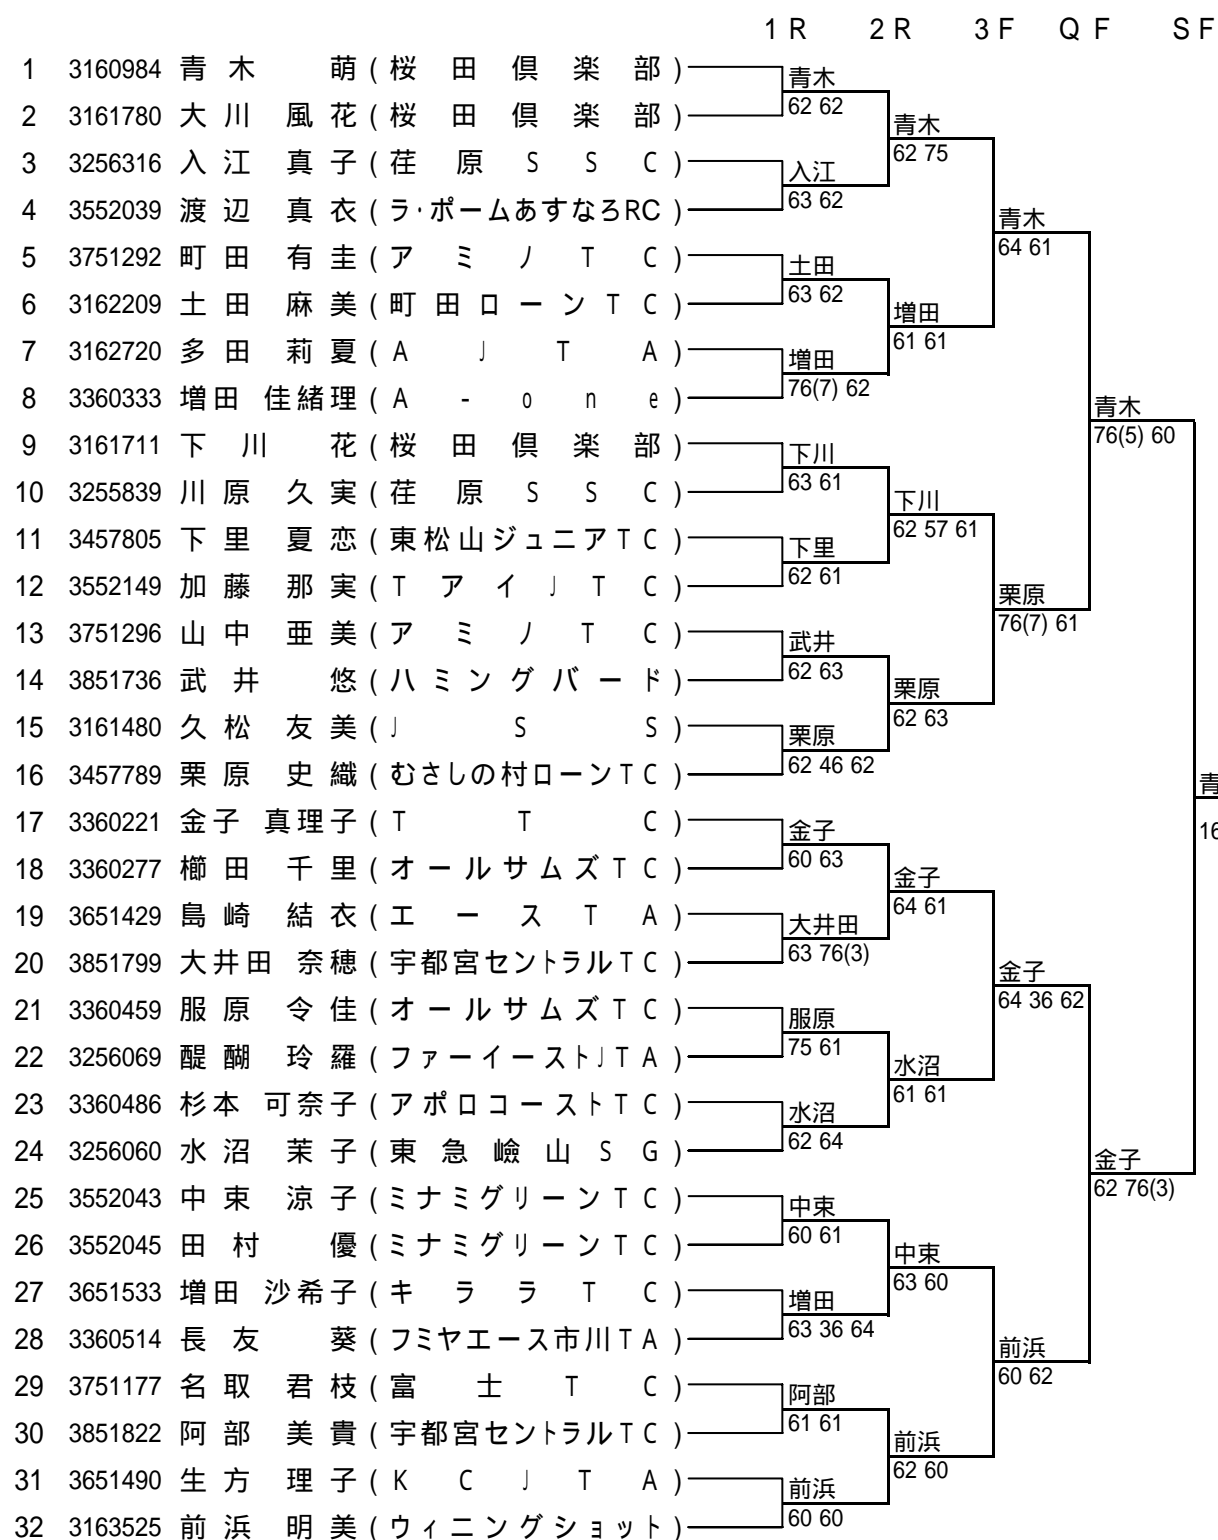 1 R 2 R 3 F Q F S F
1 3160984 青木 萌 (桜田倶楽部)
青木
2 3161780 大川 風花 (桜田倶楽部)
62 62
青木
3 3256316 入江 真子 (荏原SSC)
62 75
入江
4 3552039 渡辺 真衣 (ラ・ポームあすなろRC)
63 62
青木
5 3751292 町田 有圭 (アミノTC)
64 61
土田
6 3162209 土田 麻美 (町田ローンTC)
63 62
増田
7 3162720 多田 莉夏 (AJTA)
61 61
増田
8 3360333 増田 佳緒理 (A-one)
76(7) 62
青木
9 3161711 下川 花 (桜田倶楽部)
76(5) 60
下川
10 3255839 川原 久実 (荏原SSC)
63 61
下川
11 3457805 下里 夏恋 (東松山ジュニアTC)
62 57 61
下里
12 3552149 加藤 那実 (TアイJTC)
62 61
栗原
13 3751296 山中 亜美 (アミノTC)
76(7) 61
武井
14 3851736 武井 悠 (ハミングバード)
62 63
栗原
15 3161480 久松 友美 (JSS)
62 63
栗原
16 3457789 栗原 史織 (むさしの村ローンTC)
62 46 62
青
17 3360221 金子 真理子 (TTC)
16
金子
18 3360277 櫛田 千里 (オールサムズTC)
60 63
金子
19 3651429 島崎 結衣 (エースTA)
64 61
大井田
20 3851799 大井田 奈穂 (宇都宮セントラルTC)
63 76(3)
金子
21 3360459 服原 令佳 (オールサムズTC)
64 36 62
服原
22 3256069 醍醐 玲羅 (ファーイーストJTA)
75 61
水沼
23 3360486 杉本 可奈子 (アポロコーストTC)
61 61
水沼
24 3256060 水沼 茉子 (東急嶮山SG)
62 64
金子
25 3552043 中東 涼子 (ミナミグリーンTC)
62 76(3)
中東
26 3552045 田村 優 (ミナミグリーンTC)
60 61
中東
27 3651533 増田 沙希子 (キララTC)
63 60
増田
28 3360514 長友 葵 (フミヤエース市川TA)
63 36 64
前浜
29 3751177 名取 君枝 (富士TC)
60 62
阿部
30 3851822 阿部 美貴 (宇都宮セントラルTC)
61 61
前浜
31 3651490 生方 理子 (KCJTA)
62 60
前浜
32 3163525 前浜 明美 (ウィニングショット)
60 60